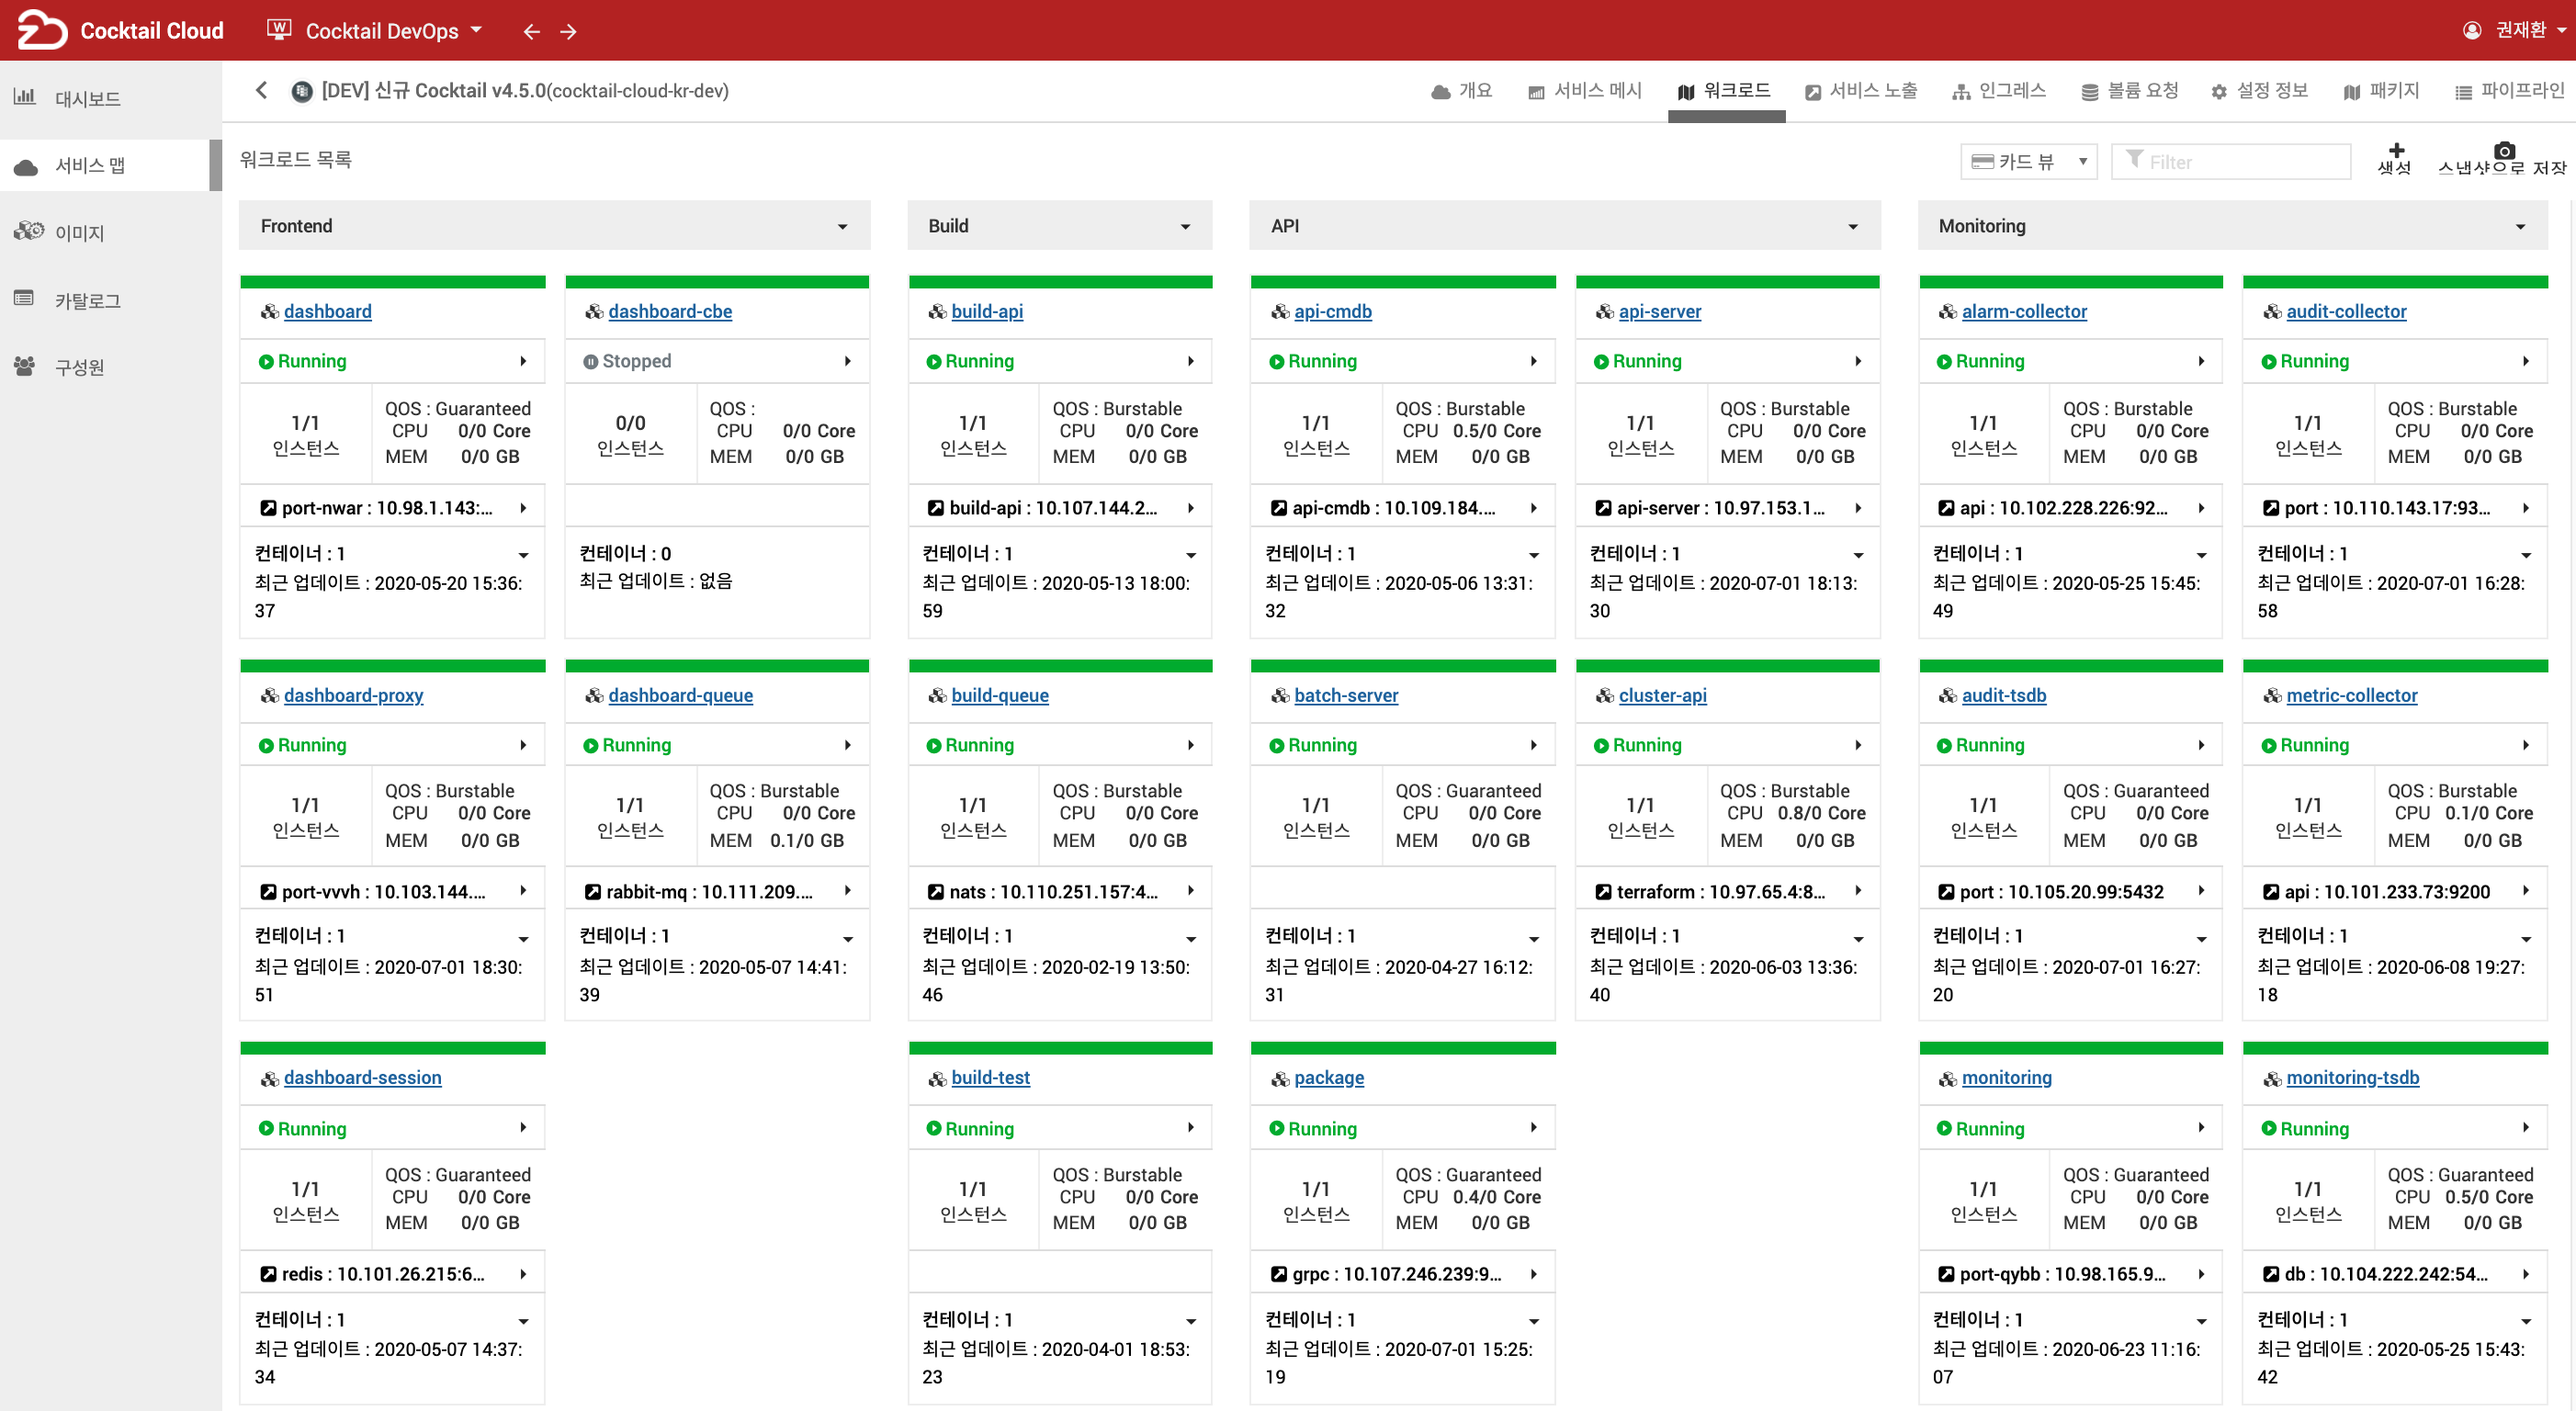 Cocktail Cloud
Cocktail DevOps
권재환
대시보드
서비스 맵
이미지
카탈로그
구성원
[DEV] 신규 Cocktail v4.5.0(cocktail-cloud-kr-dev)
개요
서비스 메시
워크로드
서비스 노출
인그레스
볼륨 요청
설정 정보
패키지
파이프라인
워크로드 목록
카드 뷰
Filter
생성
스냅샷으로 저장
Frontend
Build
API
Monitoring
dashboard
Running
1/1
인스턴스
QOS : Guaranteed
CPU 0/0 Core
MEM 0/0 GB
port-nwar : 10.98.1.143:...
컨테이너 : 1
최근 업데이트 : 2020-05-20 15:36:
37
dashboard-cbe
Stopped
0/0
인스턴스
QOS :
CPU 0/0 Core
MEM 0/0 GB
컨테이너 : 0
최근 업데이트 : 없음
build-api
Running
1/1
인스턴스
QOS : Burstable
CPU 0/0 Core
MEM 0/0 GB
build-api : 10.107.144.2...
컨테이너 : 1
최근 업데이트 : 2020-05-13 18:00:
59
api-cmdb
Running
1/1
인스턴스
QOS : Burstable
CPU 0.5/0 Core
MEM 0/0 GB
api-cmdb : 10.109.184....
컨테이너 : 1
최근 업데이트 : 2020-05-06 13:31:
32
api-server
Running
1/1
인스턴스
QOS : Burstable
CPU 0/0 Core
MEM 0/0 GB
api-server : 10.97.153.1...
컨테이너 : 1
최근 업데이트 : 2020-07-01 18:13:
30
alarm-collector
Running
1/1
인스턴스
QOS : Burstable
CPU 0/0 Core
MEM 0/0 GB
api : 10.102.228.226:92...
컨테이너 : 1
최근 업데이트 : 2020-05-25 15:45:
49
audit-collector
Running
1/1
인스턴스
QOS : Burstable
CPU 0/0 Core
MEM 0/0 GB
port : 10.110.143.17:93...
컨테이너 : 1
최근 업데이트 : 2020-07-01 16:28:
58
dashboard-proxy
Running
1/1
인스턴스
QOS : Burstable
CPU 0/0 Core
MEM 0/0 GB
port-vvvh : 10.103.144....
컨테이너 : 1
최근 업데이트 : 2020-07-01 18:30:
51
dashboard-queue
Running
1/1
인스턴스
QOS : Burstable
CPU 0/0 Core
MEM 0.1/0 GB
rabbit-mq : 10.111.209....
컨테이너 : 1
최근 업데이트 : 2020-05-07 14:41:
39
build-queue
Running
1/1
인스턴스
QOS : Burstable
CPU 0/0 Core
MEM 0/0 GB
nats : 10.110.251.157:4...
컨테이너 : 1
최근 업데이트 : 2020-02-19 13:50:
46
batch-server
Running
1/1
인스턴스
QOS : Guaranteed
CPU 0/0 Core
MEM 0/0 GB
컨테이너 : 1
최근 업데이트 : 2020-04-27 16:12:
31
cluster-api
Running
1/1
인스턴스
QOS : Burstable
CPU 0.8/0 Core
MEM 0/0 GB
terraform : 10.97.65.4:8...
컨테이너 : 1
최근 업데이트 : 2020-06-03 13:36:
40
audit-tsdb
Running
1/1
인스턴스
QOS : Guaranteed
CPU 0/0 Core
MEM 0/0 GB
port : 10.105.20.99:5432
컨테이너 : 1
최근 업데이트 : 2020-07-01 16:27:
20
metric-collector
Running
1/1
인스턴스
QOS : Burstable
CPU 0.1/0 Core
MEM 0/0 GB
api : 10.101.233.73:9200
컨테이너 : 1
최근 업데이트 : 2020-06-08 19:27:
18
dashboard-session
Running
1/1
인스턴스
QOS : Guaranteed
CPU 0/0 Core
MEM 0/0 GB
redis : 10.101.26.215:6...
컨테이너 : 1
최근 업데이트 : 2020-05-07 14:37:
34
build-test
Running
1/1
인스턴스
QOS : Burstable
CPU 0/0 Core
MEM 0/0 GB
컨테이너 : 1
최근 업데이트 : 2020-04-01 18:53:
23
package
Running
1/1
인스턴스
QOS : Guaranteed
CPU 0.4/0 Core
MEM 0/0 GB
grpc : 10.107.246.239:9...
컨테이너 : 1
최근 업데이트 : 2020-07-01 15:25:
19
monitoring
Running
1/1
인스턴스
QOS : Guaranteed
CPU 0/0 Core
MEM 0/0 GB
port-qybb : 10.98.165.9...
컨테이너 : 1
최근 업데이트 : 2020-06-23 11:16:
07
monitoring-tsdb
Running
1/1
인스턴스
QOS : Guaranteed
CPU 0.5/0 Core
MEM 0/0 GB
db : 10.104.222.242:54...
컨테이너 : 1
최근 업데이트 : 2020-05-25 15:43:
42